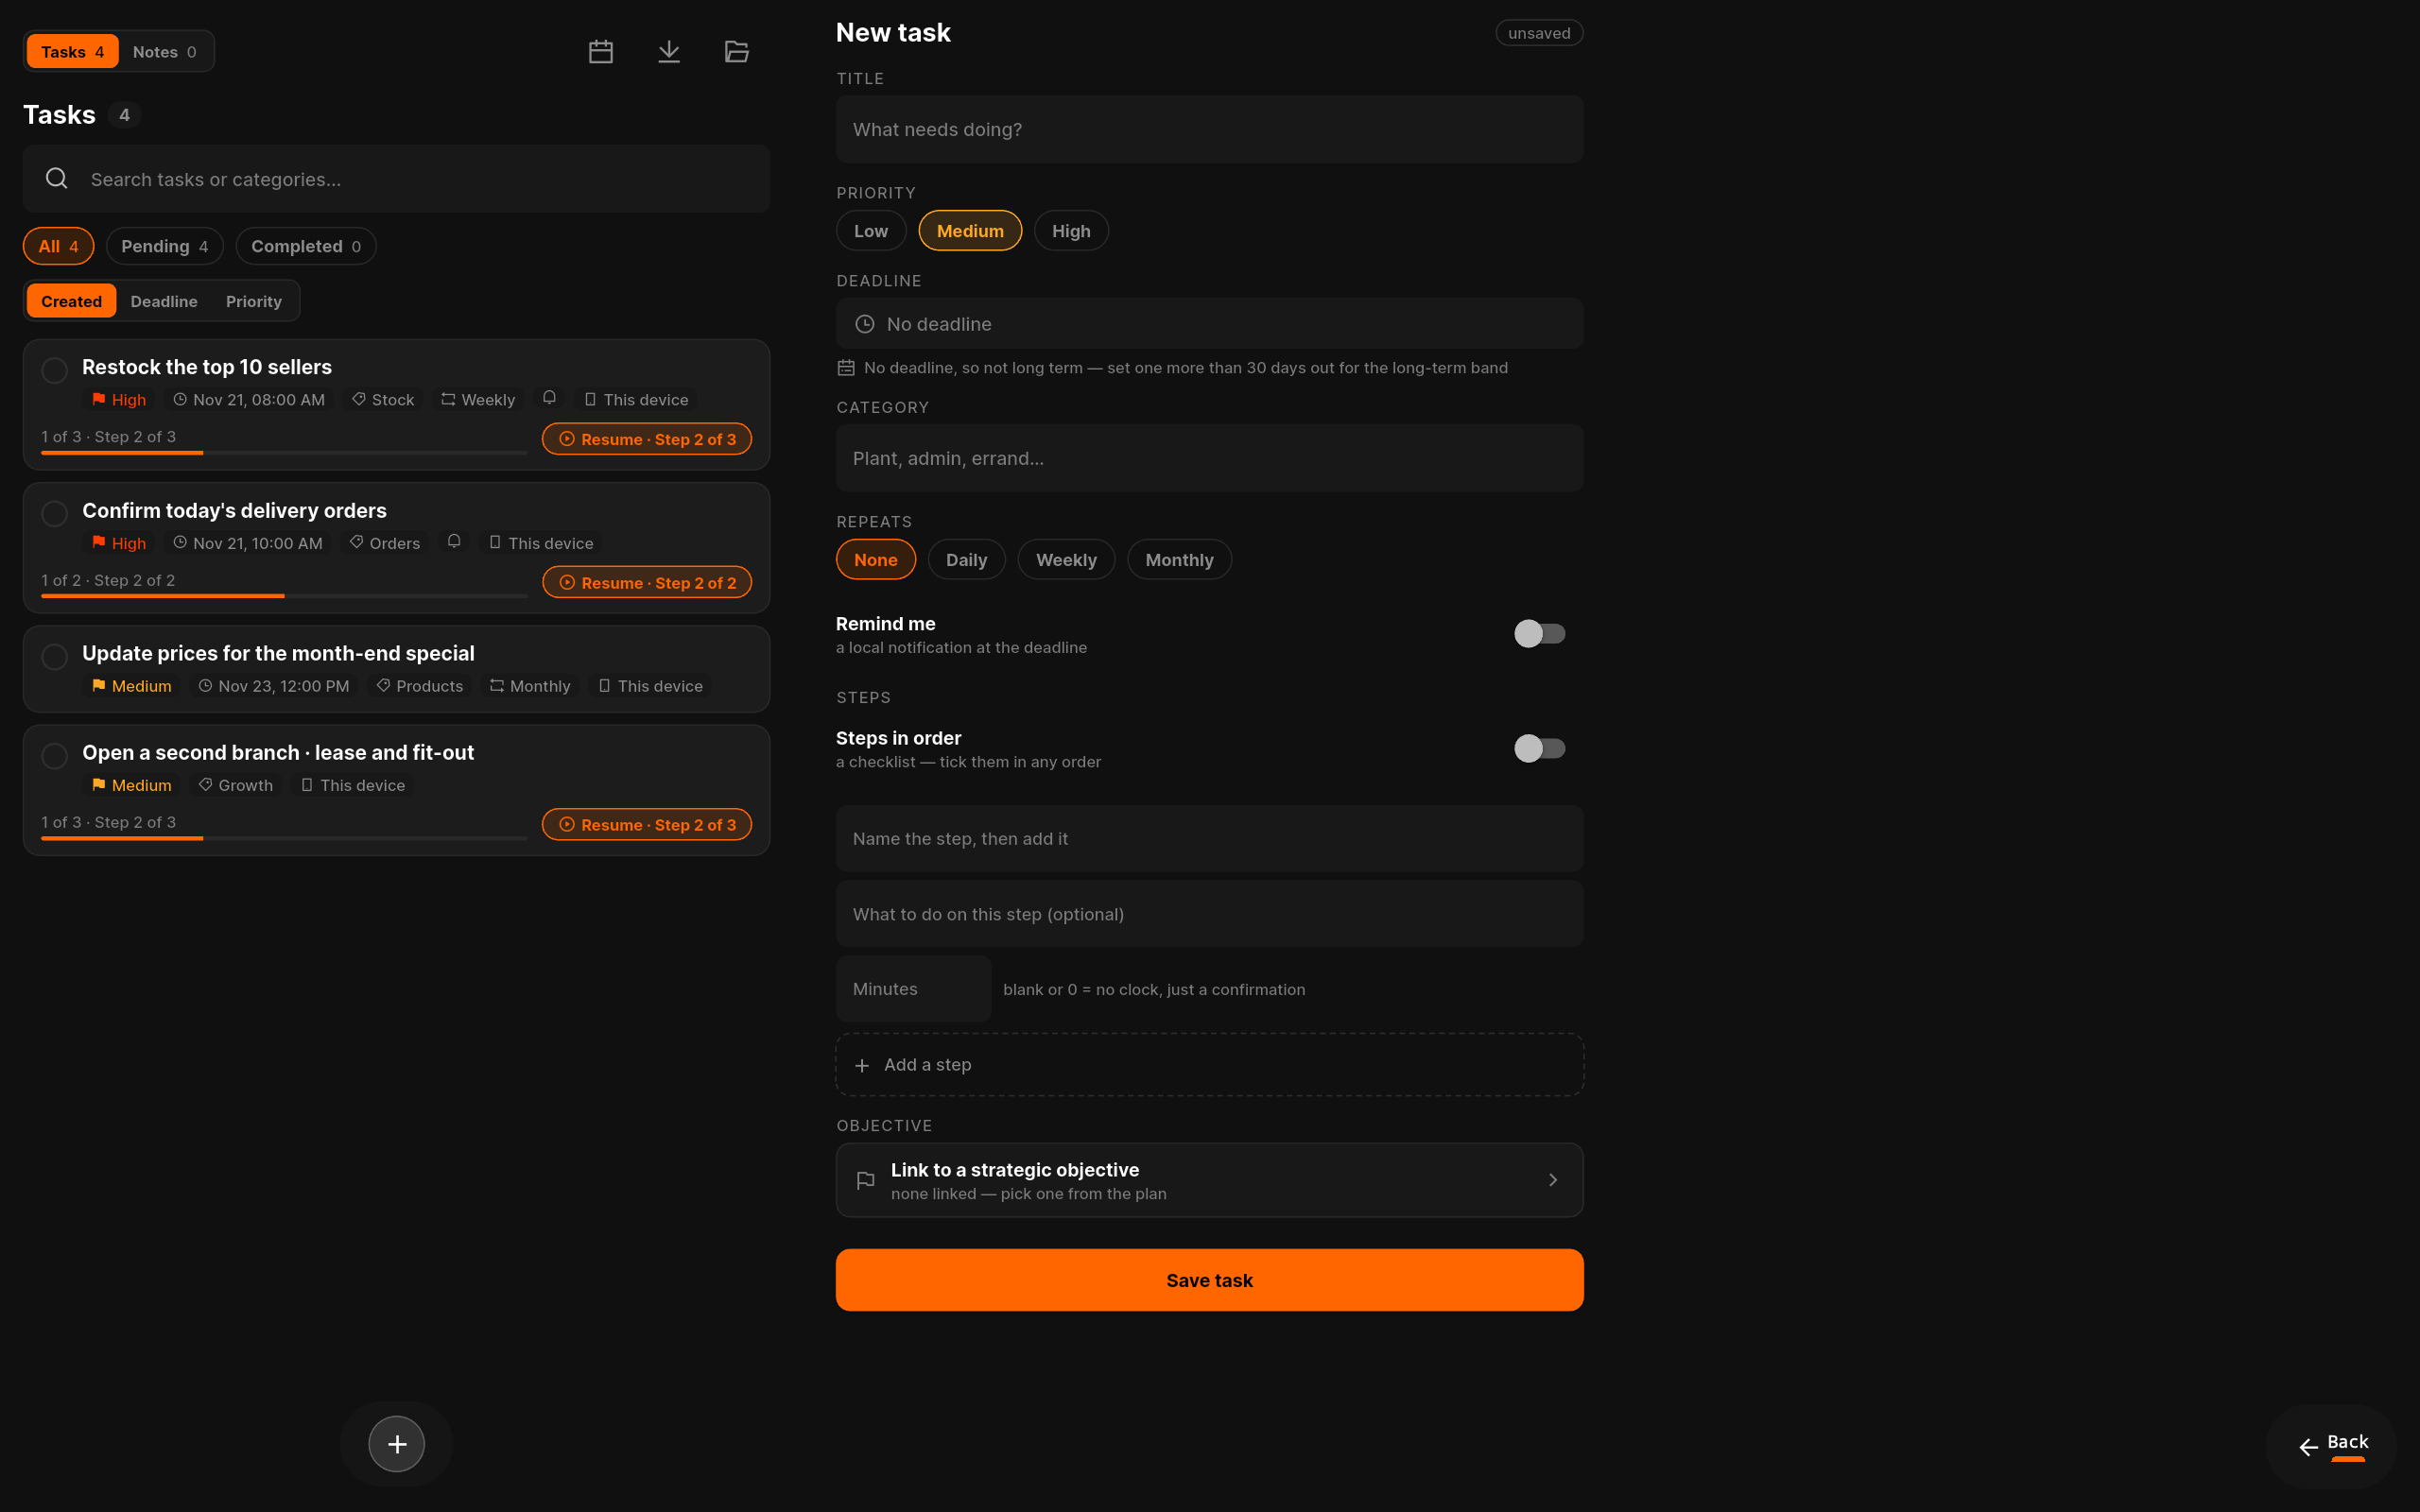 Tasks 4 Notes 0
Tasks 4
Search tasks or categories...
All 4 Pending 4 Completed 0
Created Deadline Priority
Restock the top 10 sellers
High Nov 21, 08:00 AM Stock Weekly This device
1 of 3 · Step 2 of 3
Resume · Step 2 of 3
Confirm today's delivery orders
High Nov 21, 10:00 AM Orders This device
1 of 2 · Step 2 of 2
Resume · Step 2 of 2
Update prices for the month-end special
Medium Nov 23, 12:00 PM Products Monthly This device
Open a second branch · lease and fit-out
Medium Growth This device
1 of 3 · Step 2 of 3
Resume · Step 2 of 3
New task
unsaved
TITLE
What needs doing?
PRIORITY
Low Medium High
DEADLINE
No deadline
No deadline, so not long term — set one more than 30 days out for the long-term band
CATEGORY
Plant, admin, errand...
REPEATS
None Daily Weekly Monthly
Remind me
a local notification at the deadline
STEPS
Steps in order
a checklist — tick them in any order
Name the step, then add it
What to do on this step (optional)
Minutes blank or 0 = no clock, just a confirmation
Add a step
OBJECTIVE
Link to a strategic objective
none linked — pick one from the plan
Save task
Back